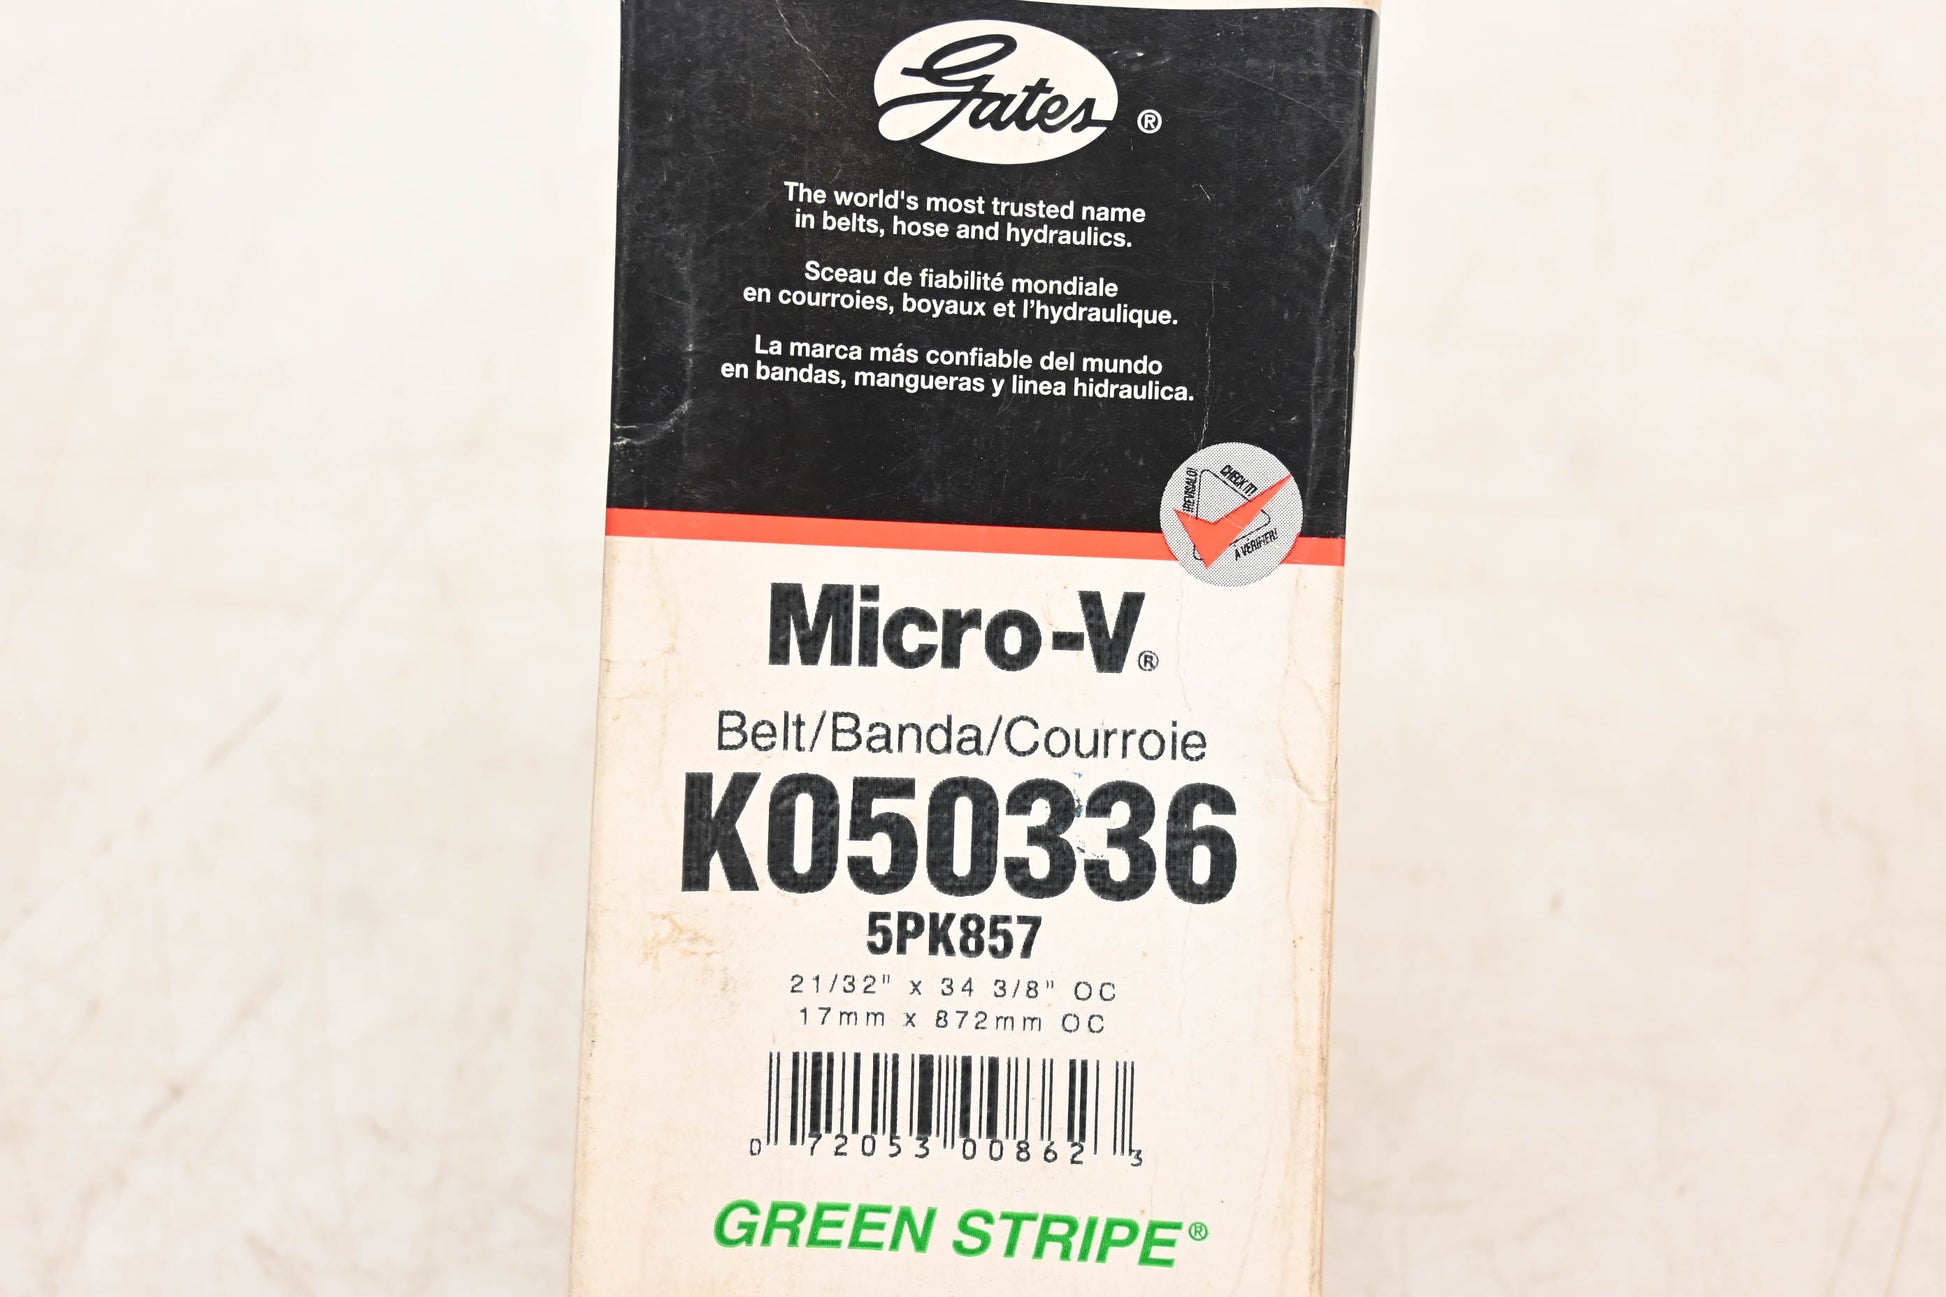 Gates ®
The world's most trusted name
in belts, hose and hydraulics.
Sceau de fiabilité mondiale
en courroies, boyaux et l'hydraulique.
La marca más confiable del mundo
en bandas, mangueras y linea hidraulica.
¡REVISALO!
CHECK IT!
À VÉRIFIER!
Micro-V®
Belt/Banda/Courroie
K050336
5PK857
21/32" x 34 3/8" OC
17mm x 872mm OC
0 72053 00862 3
GREEN STRIPE®